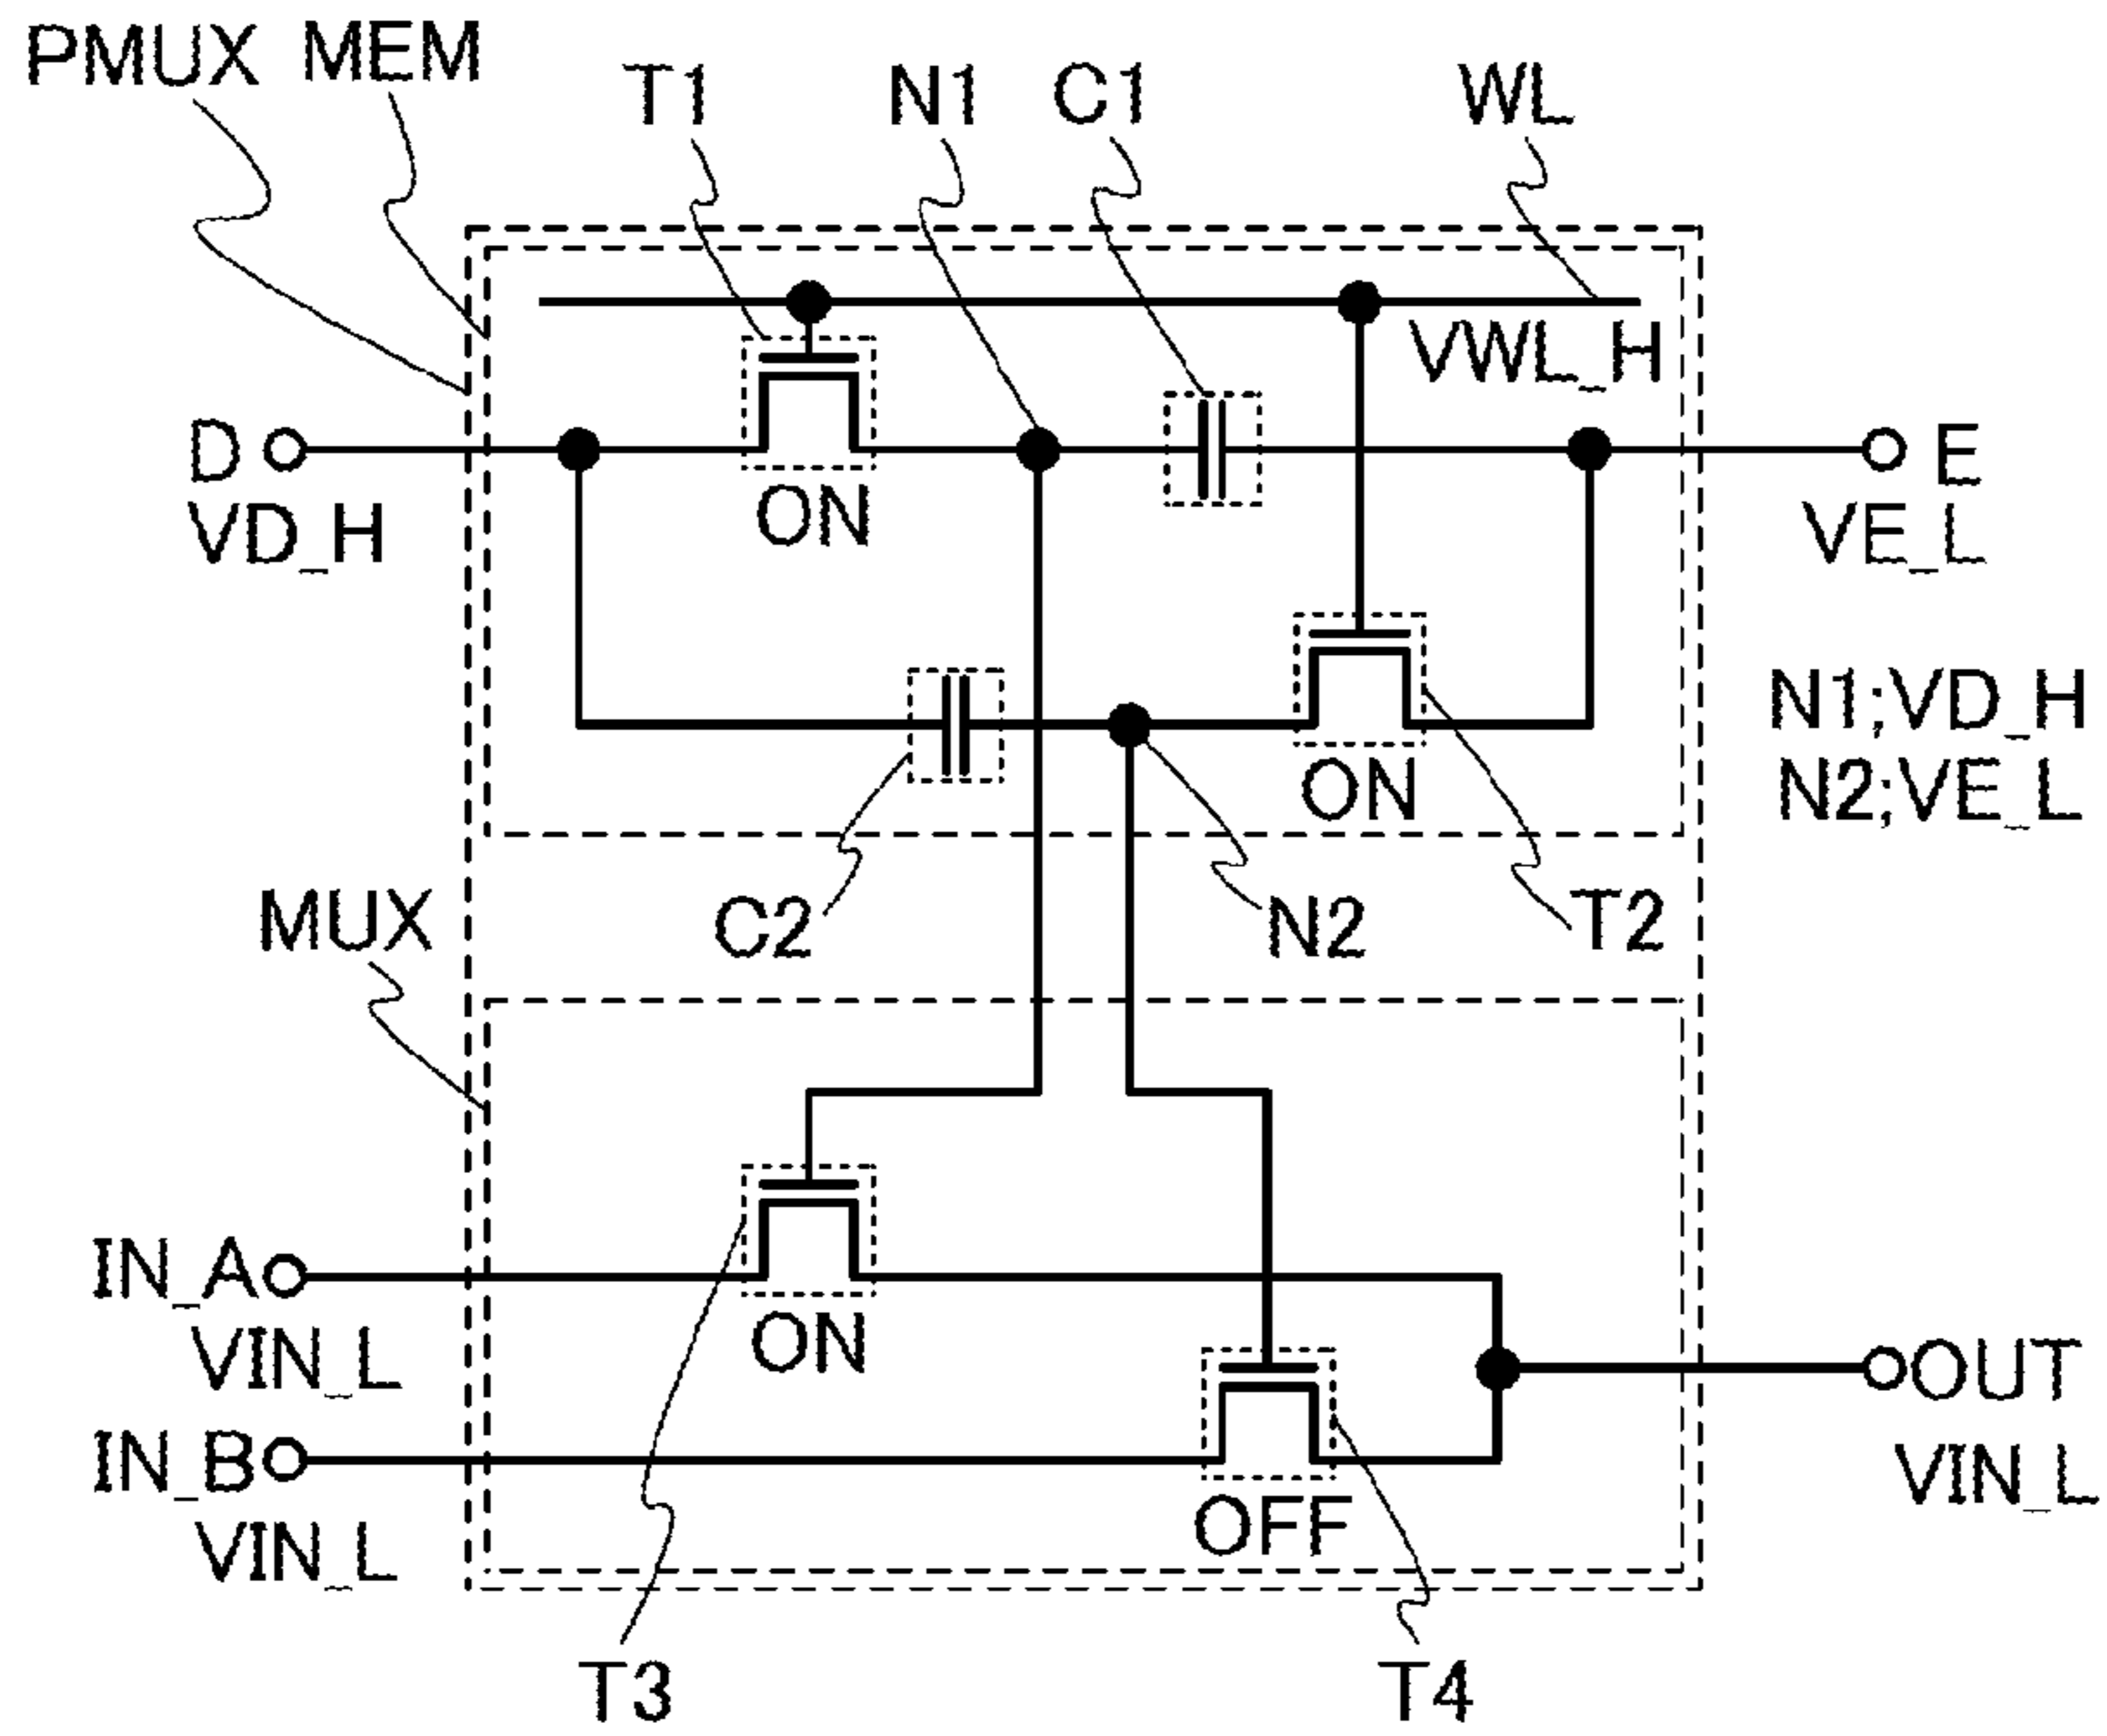 PMUX
MEM
T1
N1
C1
WL
VWL_H
D
VD_H
ON
E
VE_L
N1;VD_H
N2;VE_L
ON
MUX
C2
N2
T2
IN_A
VIN_L
ON
IN_B
VIN_L
OFF
OUT
VIN_L
T3
T4